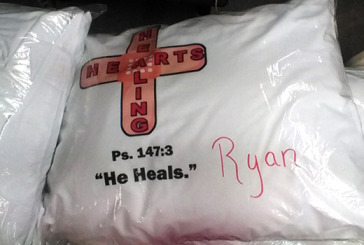 HEALING
HEARTS
Ps. 147:3
"He Heals."
Ryan